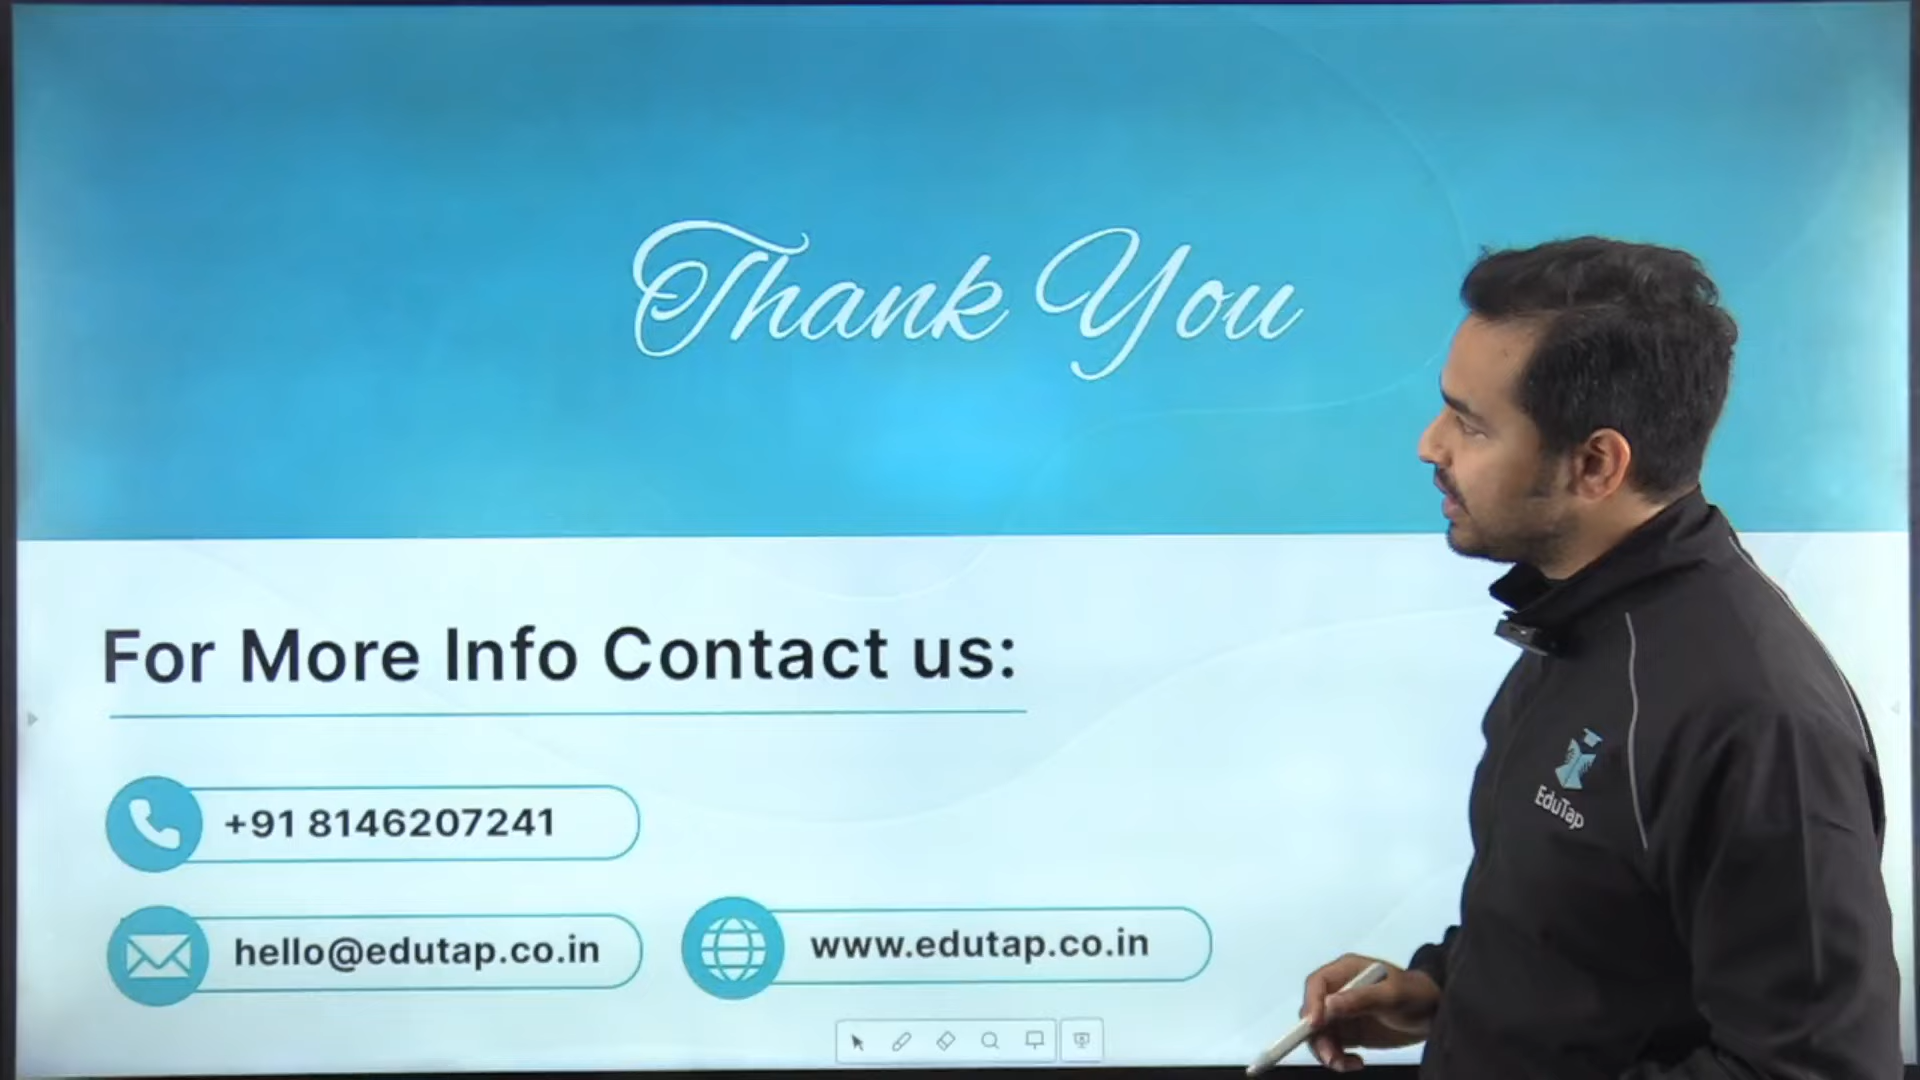 Thank You
For More Info Contact us:
+91 8146207241
hello@edutap.co.in
www.edutap.co.in
EduTap